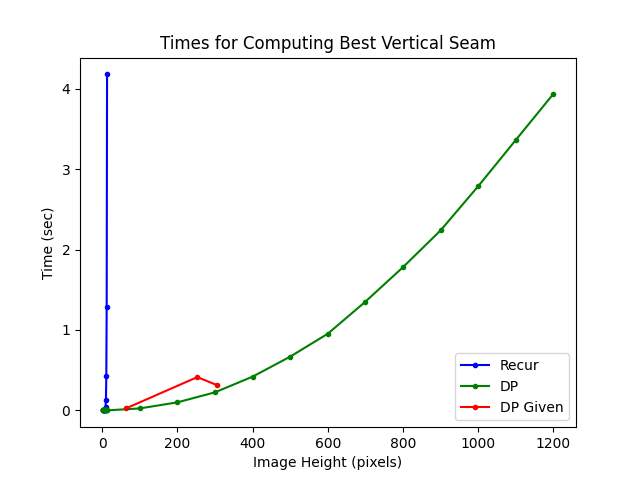 Times for Computing Best Vertical Seam
4
3
2
1
0
Time (sec)
0 200 400 600 800 1000 1200
Image Height (pixels)
Recur
DP
DP Given